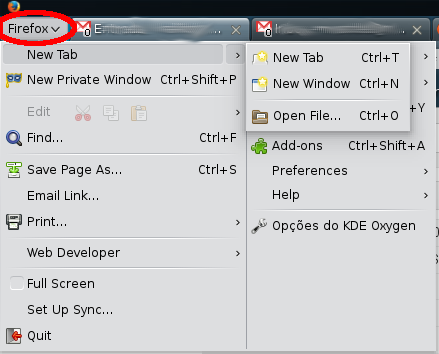 Firefox
New Tab
New Private Window Ctrl+Shift+P
Edit
Find... Ctrl+F
Save Page As... Ctrl+S
Email Link...
Print...
Web Developer
Full Screen
Set Up Sync...
Quit
New Tab Ctrl+T
New Window Ctrl+N
Open File... Ctrl+O
Add-ons Ctrl+Shift+A
Preferences
Help
Opções do KDE Oxygen